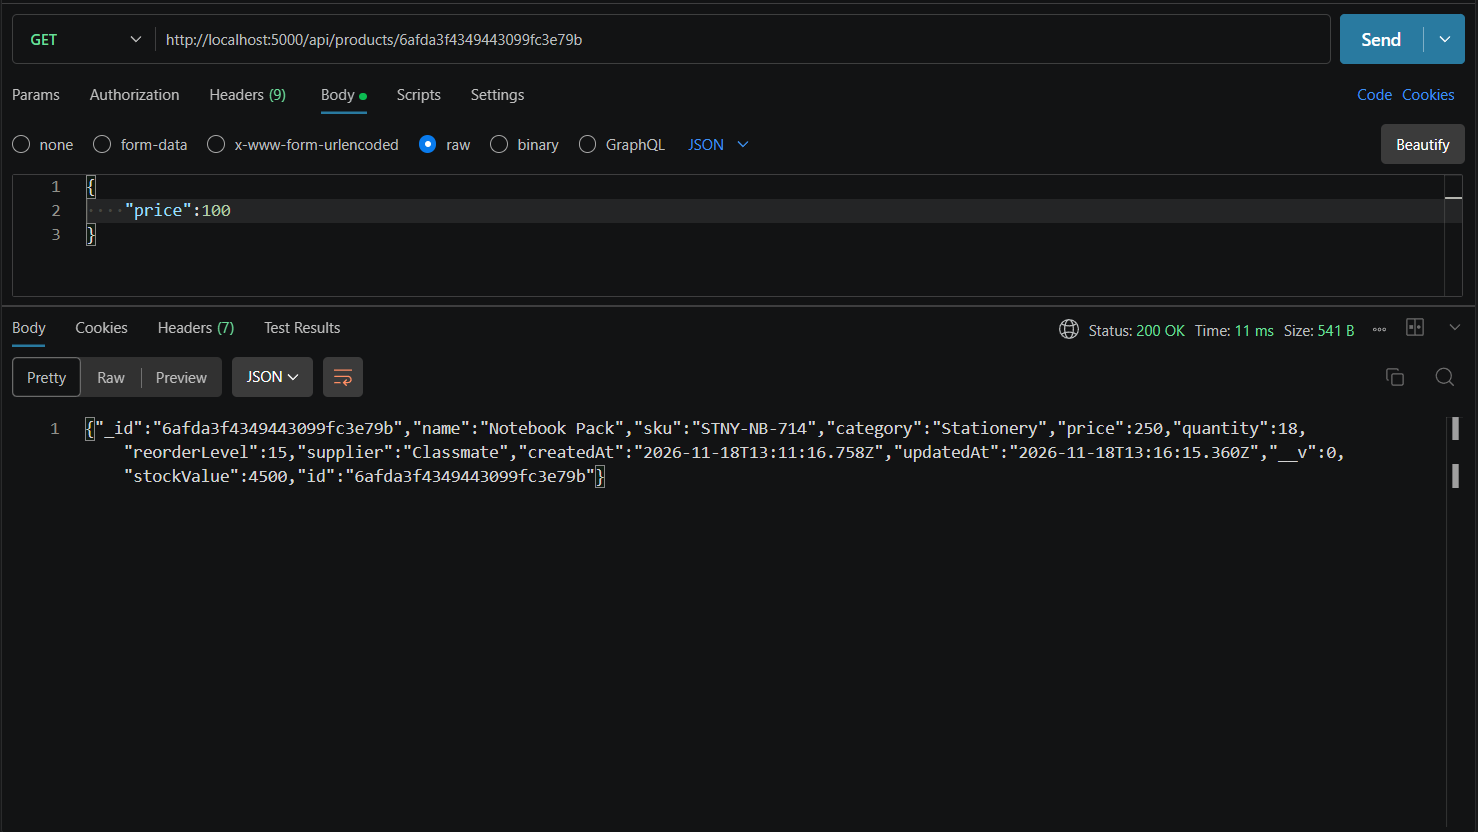 GET http://localhost:5000/api/products/6afda3f4349443099fc3e79b Send
Params Authorization Headers (9) Body Scripts Settings Code Cookies
none form-data x-www-form-urlencoded raw binary GraphQL JSON Beautify
1 {
2 "price":100
3 }
Body Cookies Headers (7) Test Results Status: 200 OK Time: 11 ms Size: 541 B
Pretty Raw Preview JSON
1 {"_id":"6afda3f4349443099fc3e79b","name":"Notebook Pack","sku":"STNY-NB-714","category":"Stationery","price":250,"quantity":18,
"reorderLevel":15,"supplier":"Classmate","createdAt":"2026-11-18T13:11:16.758Z","updatedAt":"2026-11-18T13:16:15.360Z","__v":0,
"stockValue":4500,"id":"6afda3f4349443099fc3e79b"}